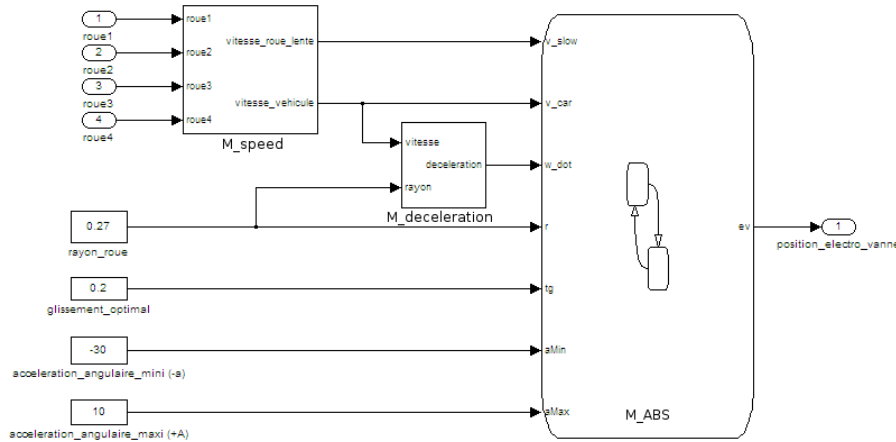 1
roue1
2
roue2
3
roue3
4
roue4
roue1
roue2
roue3
roue4
vitesse_roue_lente
vitesse_vehicule
M_speed
vitesse
deceleration
rayon
M_deceleration
0.27
rayon_roue
0.2
glissement_optimal
-30
acceleration_angulaire_mini (-a)
10
acceleration_angulaire_maxi (+A)
v_slow
v_car
w_dot
r
tg
aMin
aMax
ev
M_ABS
1
position_electro_vanne